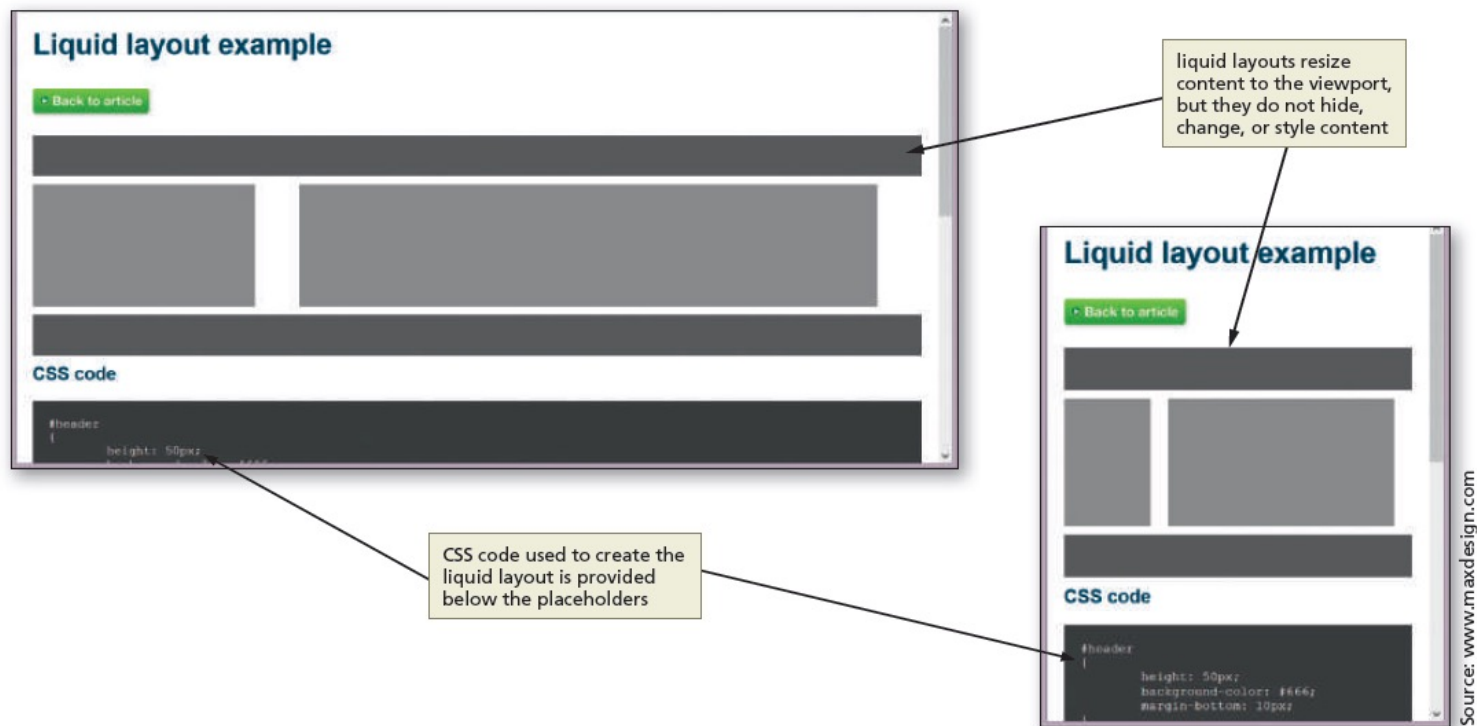 Liquid layout example
Back to article
CSS code
#header
{
height: 50px;
liquid layouts resize
content to the viewport,
but they do not hide,
change, or style content
Liquid layout example
Back to article
CSS code
#header
{
height: 50px;
background-color: #666;
margin-bottom: 10px;
CSS code used to create the
liquid layout is provided
below the placeholders
Source: www.maxdesign.com